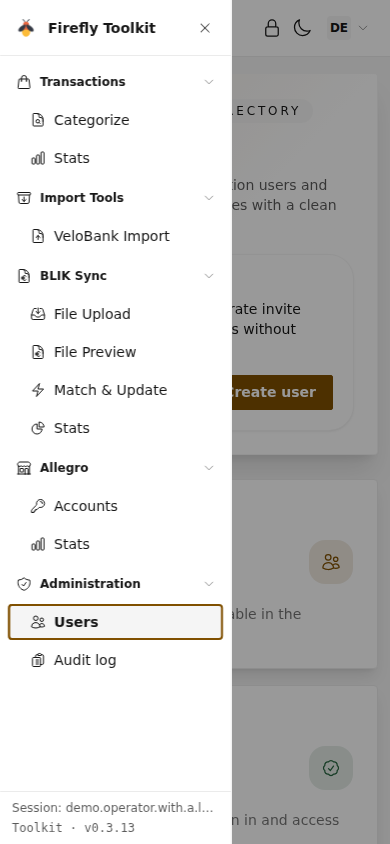 Firefly Toolkit
DE
Transactions
RECTORY
Categorize
Stats
tion users and
Import Tools
es with a clean
VeloBank Import
BLIK Sync
File Upload
rate invite
s without
File Preview
Match & Update
Create user
Stats
Allegro
Accounts
Stats
Administration
Users
able in the
Audit log
Session: demo.operator.with.a.l...
n in and access
Toolkit · v0.3.13